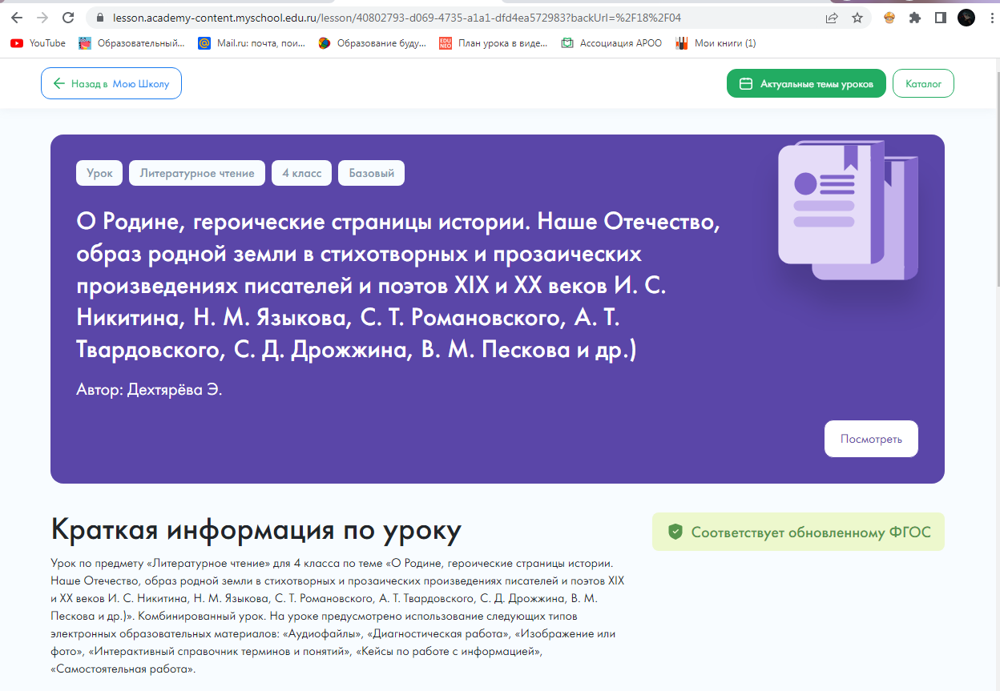 lesson.academy-content.myschool.edu.ru/lesson/40802793-d069-4735-a1a1-dfd4ea572983?backUrl=%2F18%2F04
YouTube
Образовательный...
Mail.ru: почта, пои...
Образование буду...
EDU NEO
План урока в виде...
Ассоциация АРОО
Мои книги (1)
Назад в Мою Школу
Актуальные темы уроков
Каталог
Урок
Литературное чтение
4 класс
Базовый
О Родине, героические страницы истории. Наше Отечество,
образ родной земли в стихотворных и прозаических
произведениях писателей и поэтов XIX и XX веков И. С.
Никитина, Н. М. Языкова, С. Т. Романовского, А. Т.
Твардовского, С. Д. Дрожжина, В. М. Пескова и др.)
Автор: Дехтярёва Э.
Посмотреть
Краткая информация по уроку
Соответствует обновленному ФГОС
Урок по предмету «Литературное чтение» для 4 класса по теме «О Родине, героические страницы истории.
Наше Отечество, образ родной земли в стихотворных и прозаических произведениях писателей и поэтов XIX
и XX веков И. С. Никитина, Н. М. Языкова, С. Т. Романовского, А. Т. Твардовского, С. Д. Дрожжина, В. М.
Пескова и др.)». Комбинированный урок. На уроке предусмотрено использование следующих типов
электронных образовательных материалов: «Аудиофайлы», «Диагностическая работа», «Изображение или
фото», «Интерактивный справочник терминов и понятий», «Кейсы по работе с информацией»,
«Самостоятельная работа».